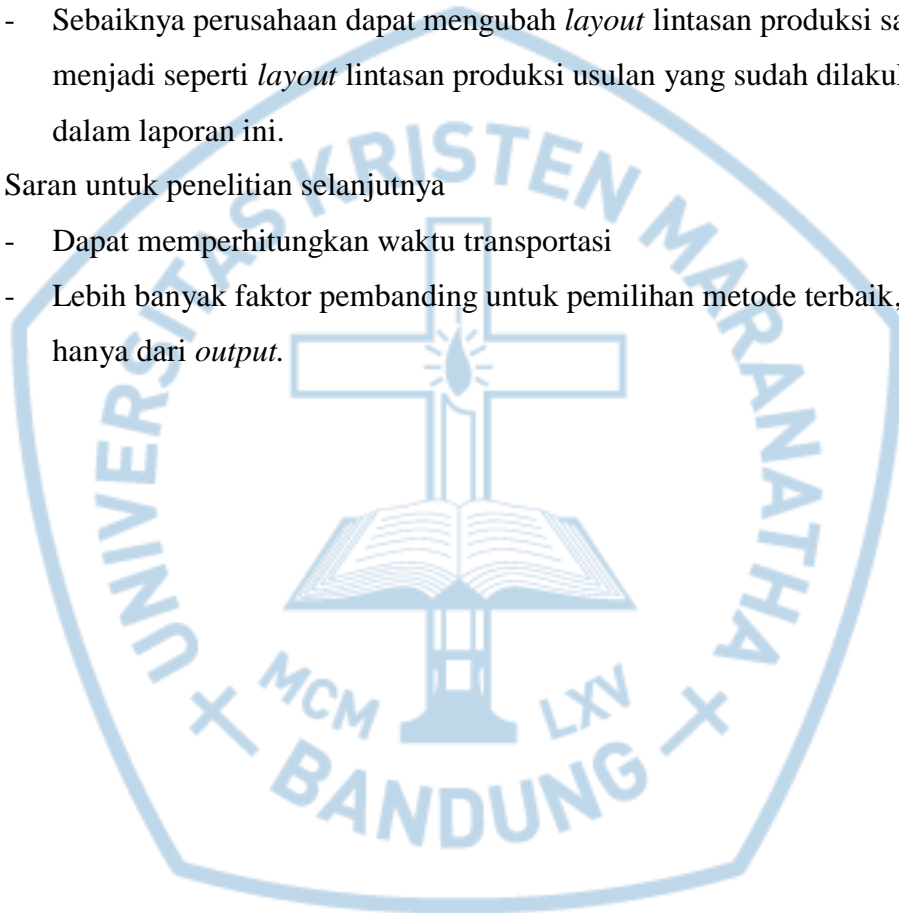 - Sebaiknya perusahaan dapat mengubah layout lintasan produksi
menjadi seperti layout lintasan produksi usulan yang sudah
dalam laporan ini.
Saran untuk penelitian selanjutnya
- Dapat memperhitungkan waktu transportasi
- Lebih banyak faktor pembanding untuk pemilihan metode terbaik,
hanya dari output.
UNIVERSITAS KRISTEN MARANATHA
MCM LXV
BANDUNG